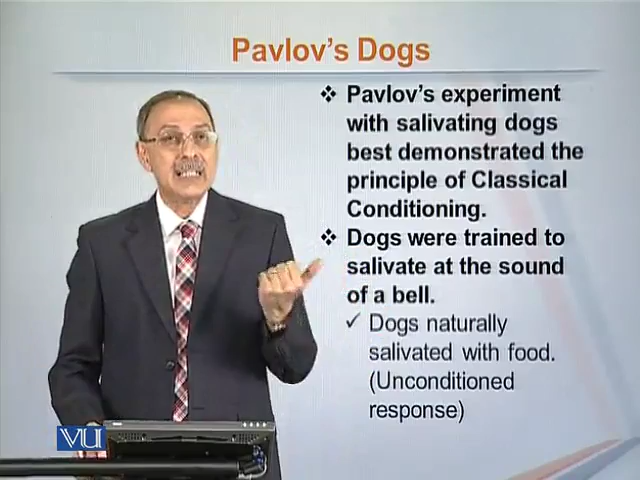 Pavlov's Dogs
❖ Pavlov's experiment
with salivating dogs
best demonstrated the
principle of Classical
Conditioning.
❖ Dogs were trained to
salivate at the sound
of a bell.
✓ Dogs naturally
salivated with food.
(Unconditioned
response)
VU